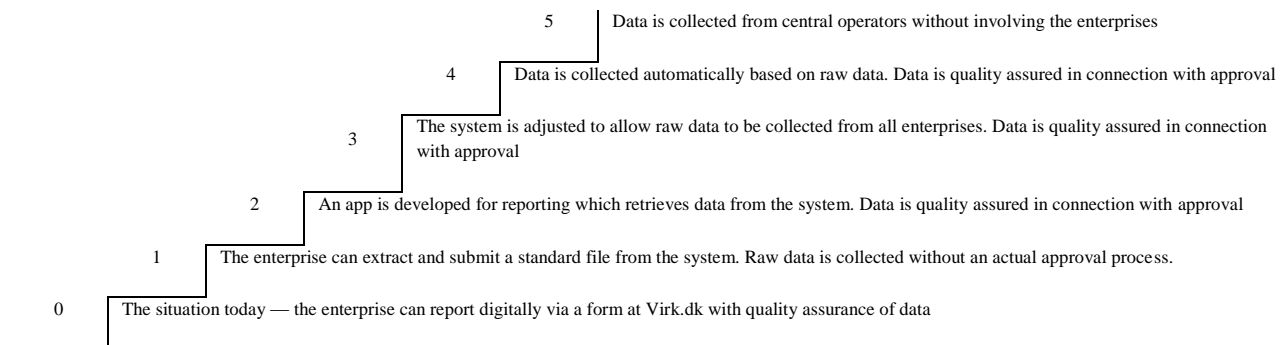 5 Data is collected from central operators without involving the enterprises
4 Data is collected automatically based on raw data. Data is quality assured in connection with approval
The system is adjusted to allow raw data to be collected from all enterprises. Data is quality assured in connection
3
with approval
2 An app is developed for reporting which retrieves data from the system. Data is quality assured in connection with approval
1 The enterprise can extract and submit a standard file from the system. Raw data is collected without an actual approval process.
0 The situation today — the enterprise can report digitally via a form at Virk.dk with quality assurance of data